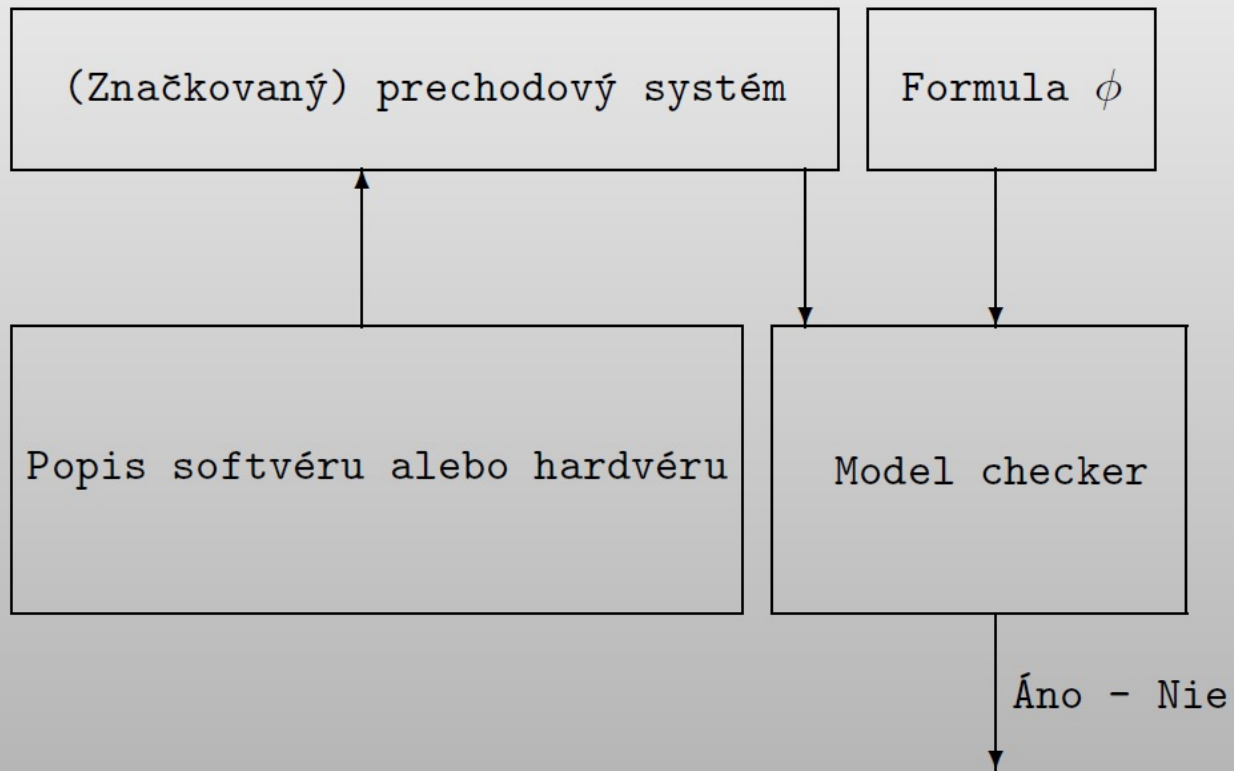 (Značkovaný) prechodový systém
Formula ϕ
Popis softvéru alebo hardvéru
Model checker
Áno - Nie